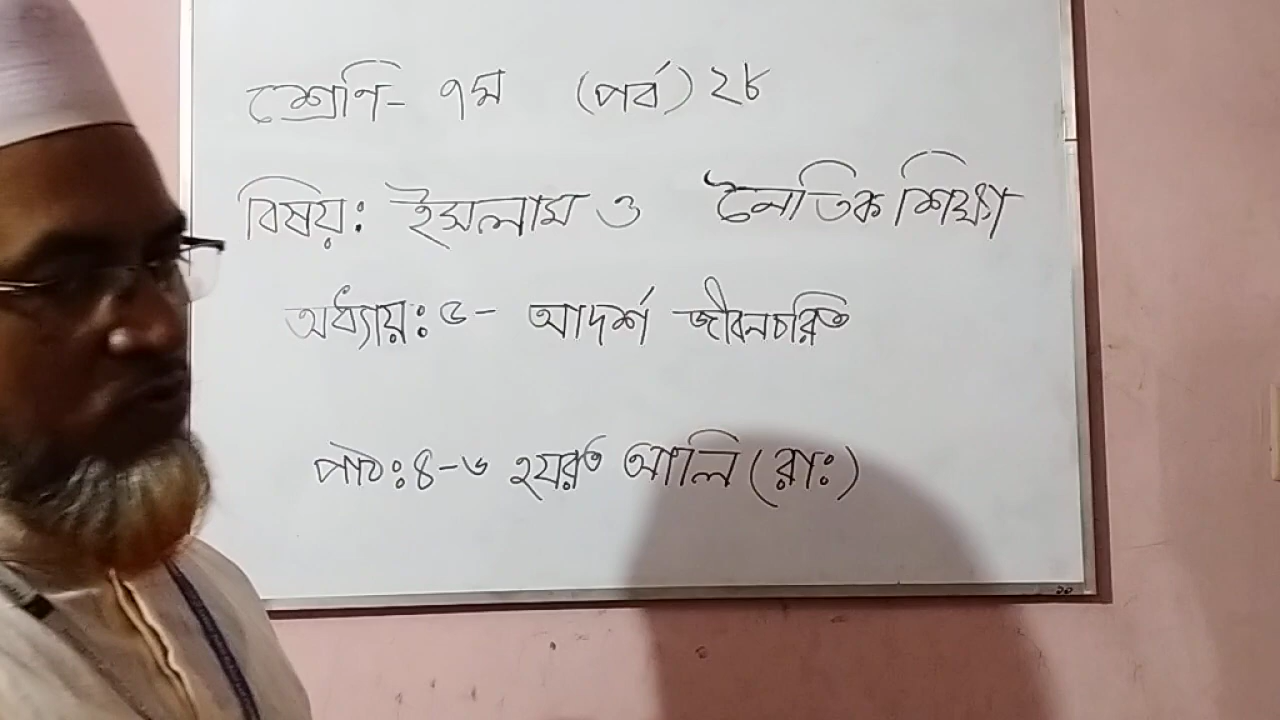 শ্রেণি- ৭ম (পর্ব) ২৮
বিষয়: ইসলাম ও নৈতিক শিক্ষা
অধ্যায়: ৫- আদর্শ জীবনচরিত
পাঠ: ৪-৬ হযরত আলি (রাঃ)